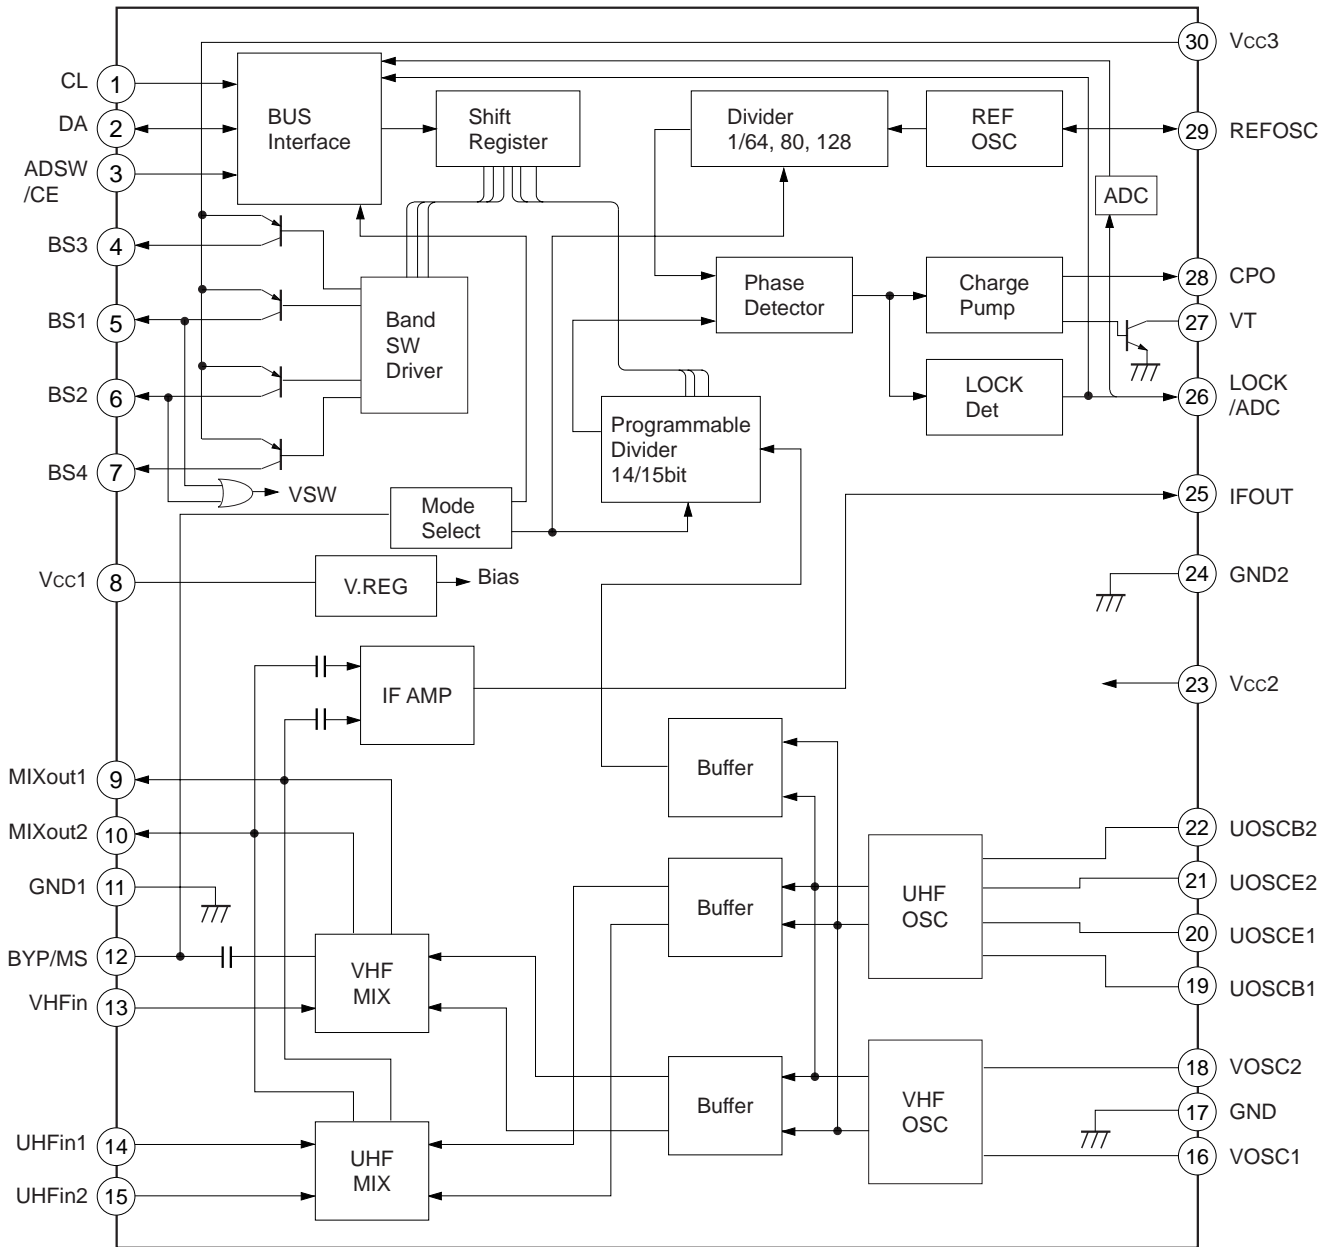 30
Vcc3
CL
1
BUS
Interface
Shift
Register
Divider
1/64, 80, 128
REF
OSC
29
REFOSC
DA
2
ADSW
/CE
3
ADC
BS3
4
Phase
Detector
Charge
Pump
28
CPO
BS1
5
Band
SW
Driver
27
VT
BS2
6
LOCK
Det
26
LOCK
/ADC
Programmable
Divider
14/15bit
BS4
7
VSW
Mode
Select
25
IFOUT
Vcc1
8
V.REG
Bias
24
GND2
IF AMP
23
Vcc2
MIXout1
9
Buffer
MIXout2
10
22
UOSCB2
GND1
11
Buffer
UHF
OSC
21
UOSCE2
20
UOSCE1
BYP/MS
12
VHF
MIX
19
UOSCB1
VHFin
13
18
VOSC2
Buffer
VHF
OSC
17
GND
UHFin1
14
UHF
MIX
16
VOSC1
UHFin2
15